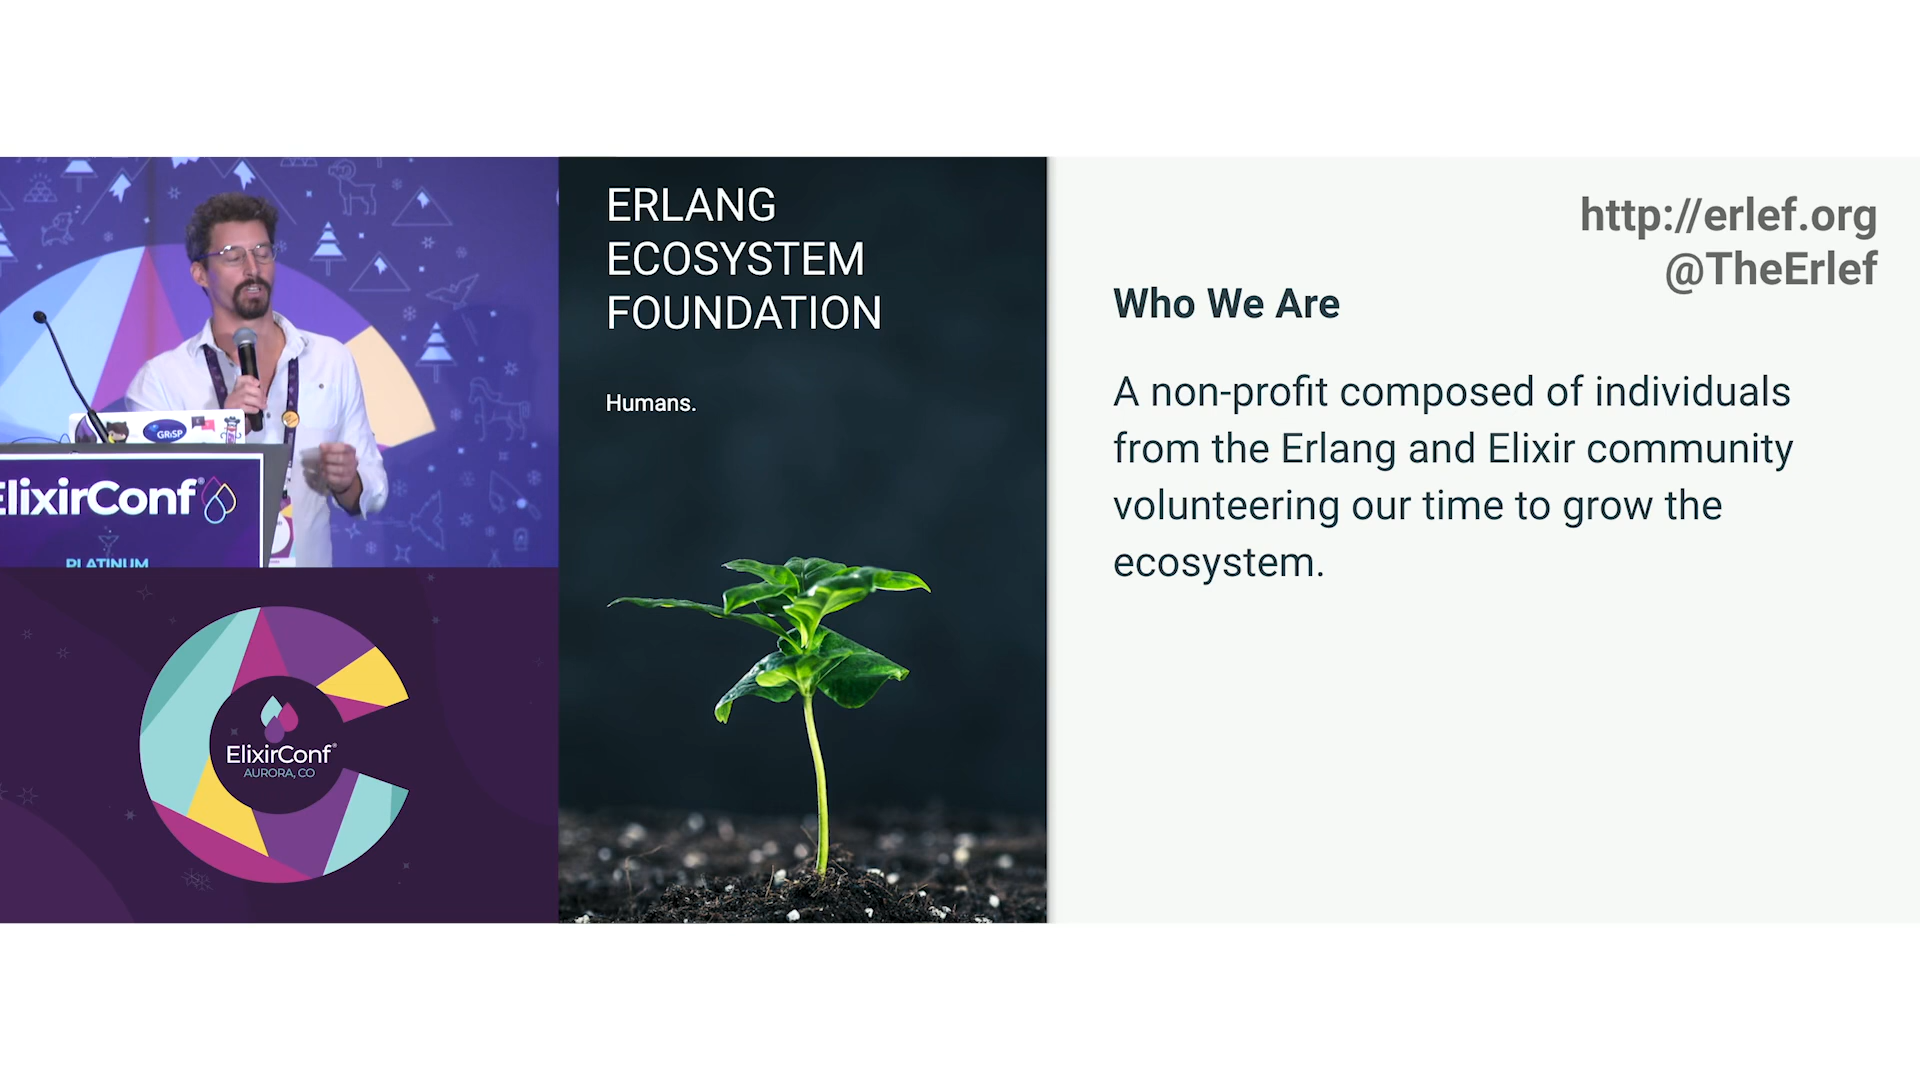 GRiSP
ElixirConf
PLATINUM
ElixirConf®
AURORA, CO
ERLANG
ECOSYSTEM
FOUNDATION
Humans.
http://erlef.org
@TheErlef
Who We Are
A non-profit composed of individuals
from the Erlang and Elixir community
volunteering our time to grow the
ecosystem.